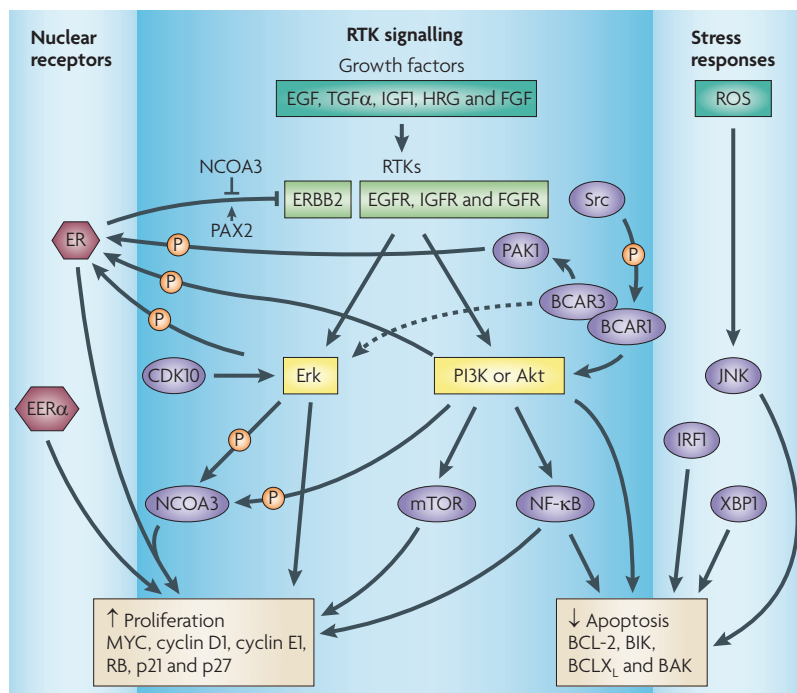 Nuclear
receptors
RTK signalling
Stress
responses
Growth factors
EGF, TGFα, IGF1, HRG and FGF
ROS
NCOA3
RTKs
ERBB2
EGFR, IGFR and FGFR
Src
PAX2
ER
P
PAK1
P
P
BCAR3
P
BCAR1
CDK10
Erk
PI3K or Akt
JNK
EERα
P
IRF1
NCOA3
P
mTOR
NF-κB
XBP1
↑ Proliferation
MYC, cyclin D1, cyclin E1,
RB, p21 and p27
↓ Apoptosis
BCL-2, BIK,
BCLXL and BAK